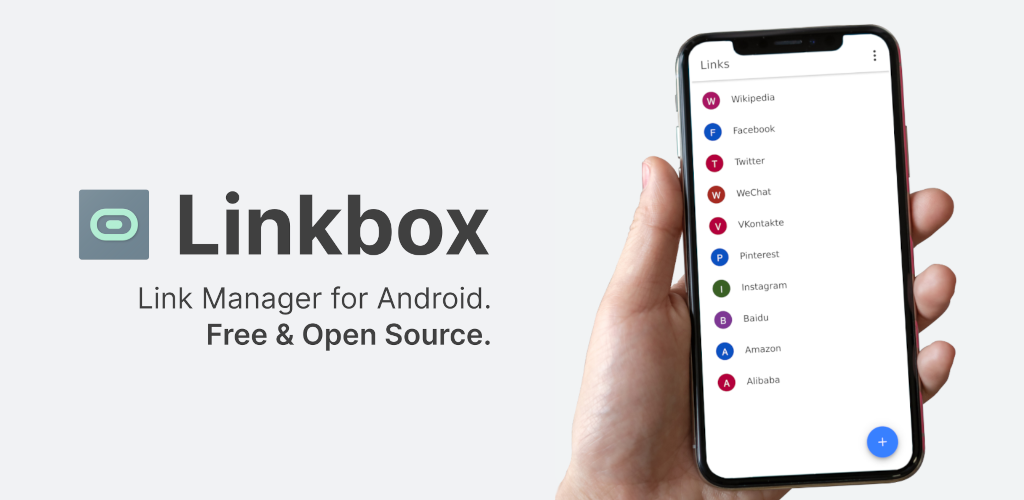 Linkbox
Link Manager for Android.
Free & Open Source.
Links
W Wikipedia
F Facebook
T Twitter
W WeChat
V VKontakte
P Pinterest
I Instagram
B Baidu
A Amazon
A Alibaba
+